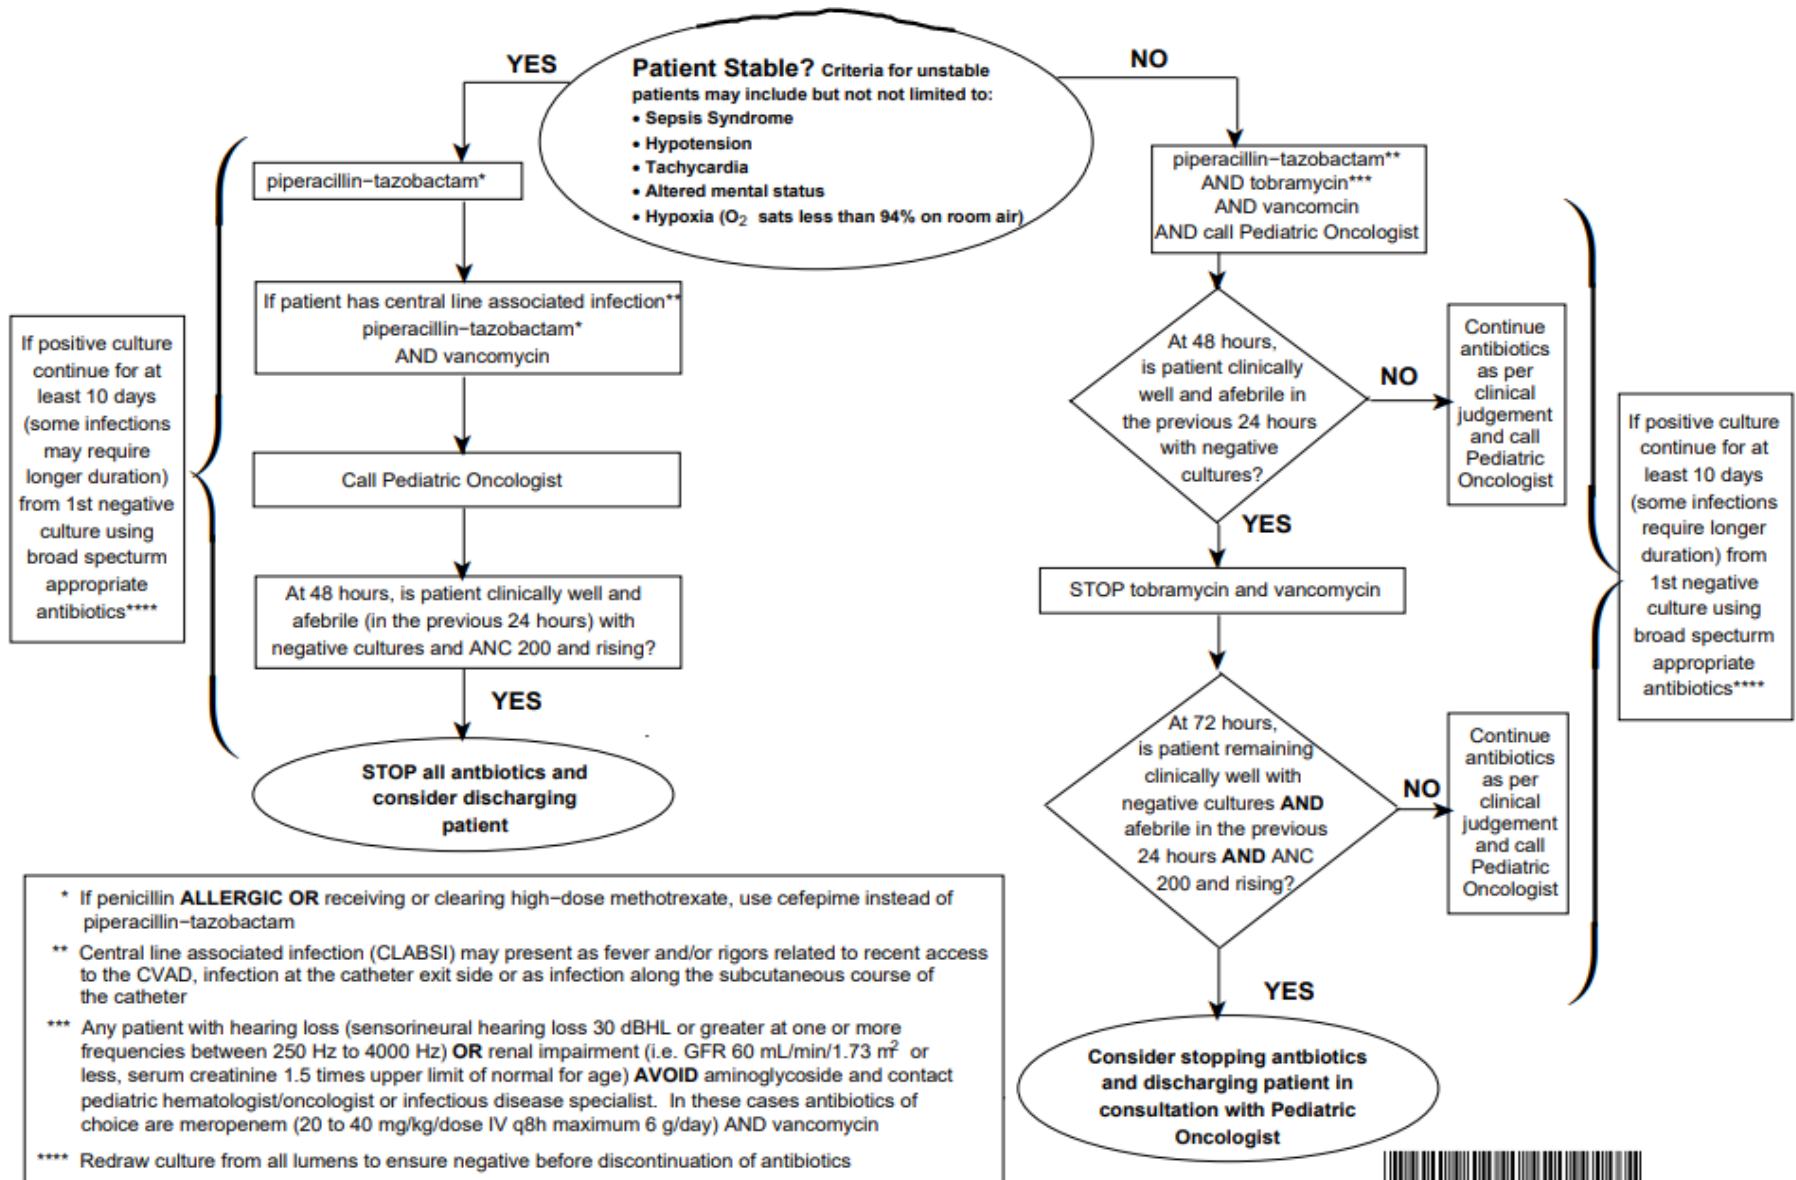 YES
Patient Stable? Criteria for unstable
patients may include but not not limited to:
• Sepsis Syndrome
• Hypotension
• Tachycardia
• Altered mental status
• Hypoxia (O2 sats less than 94% on room air)
NO
piperacillin–tazobactam*
If patient has central line associated infection**
piperacillin–tazobactam*
AND vancomycin
Call Pediatric Oncologist
At 48 hours, is patient clinically well and
afebrile (in the previous 24 hours) with
negative cultures and ANC 200 and rising?
YES
STOP all antbiotics and
consider discharging
patient
If positive culture
continue for at
least 10 days
(some infections
may require
longer duration)
from 1st negative
culture using
broad specturm
appropriate
antibiotics****
piperacillin–tazobactam**
AND tobramycin***
AND vancomcin
AND call Pediatric Oncologist
At 48 hours,
is patient clinically
well and afebrile in
the previous 24 hours
with negative
cultures?
NO
Continue
antibiotics
as per
clinical
judgement
and call
Pediatric
Oncologist
YES
STOP tobramycin and vancomycin
At 72 hours,
is patient remaining
clinically well with
negative cultures AND
afebrile in the previous
24 hours AND ANC
200 and rising?
NO
Continue
antibiotics
as per
clinical
judgement
and call
Pediatric
Oncologist
YES
Consider stopping antbiotics
and discharging patient in
consultation with Pediatric
Oncologist
If positive culture
continue for at
least 10 days
(some infections
require longer
duration) from
1st negative
culture using
broad specturm
appropriate
antibiotics****
* If penicillin ALLERGIC OR receiving or clearing high–dose methotrexate, use cefepime instead of
piperacillin–tazobactam
** Central line associated infection (CLABSI) may present as fever and/or rigors related to recent access
to the CVAD, infection at the catheter exit side or as infection along the subcutaneous course of
the catheter
*** Any patient with hearing loss (sensorineural hearing loss 30 dBHL or greater at one or more
frequencies between 250 Hz to 4000 Hz) OR renal impairment (i.e. GFR 60 mL/min/1.73 m2 or
less, serum creatinine 1.5 times upper limit of normal for age) AVOID aminoglycoside and contact
pediatric hematologist/oncologist or infectious disease specialist. In these cases antibiotics of
choice are meropenem (20 to 40 mg/kg/dose IV q8h maximum 6 g/day) AND vancomycin
**** Redraw culture from all lumens to ensure negative before discontinuation of antibiotics